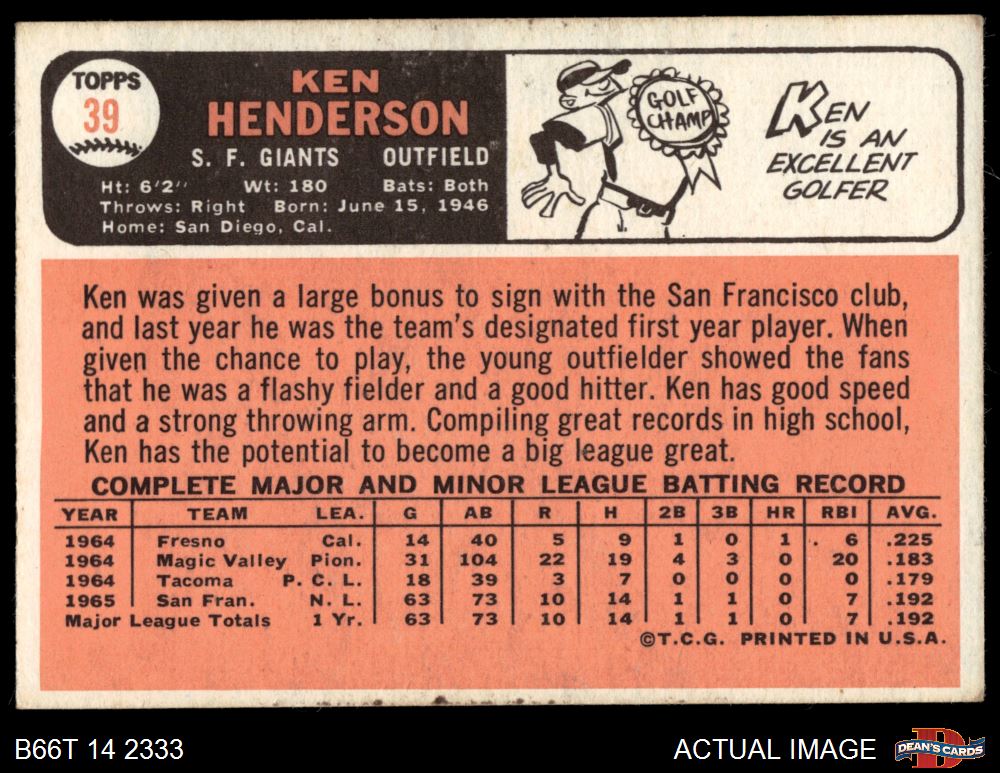 TOPPS
39
KEN
HENDERSON
S. F. GIANTS OUTFIELD
Ht: 6'2" Wt: 180 Bats: Both
Throws: Right Born: June 15, 1946
Home: San Diego, Cal.
GOLF
CHAMP
KEN
IS AN
EXCELLENT
GOLFER
Ken was given a large bonus to sign with the San Francisco club,
and last year he was the team's designated first year player. When
given the chance to play, the young outfielder showed the fans
that he was a flashy fielder and a good hitter. Ken has good speed
and a strong throwing arm. Compiling great records in high school,
Ken has the potential to become a big league great.
COMPLETE MAJOR AND MINOR LEAGUE BATTING RECORD
YEAR TEAM LEA. G AB R H 2B 3B HR RBI AVG.
1964 Fresno Cal. 14 40 5 9 1 0 1 6 .225
1964 Magic Valley Pion. 31 104 22 19 4 3 0 20 .183
1964 Tacoma P. C. L. 18 39 3 7 0 0 0 0 .179
1965 San Fran. N. L. 63 73 10 14 1 1 0 7 .192
Major League Totals 1 Yr. 63 73 10 14 1 1 0 7 .192
©T.C.G. PRINTED IN U.S.A.
B66T 14 2333
ACTUAL IMAGE
DEAN'S CARDS